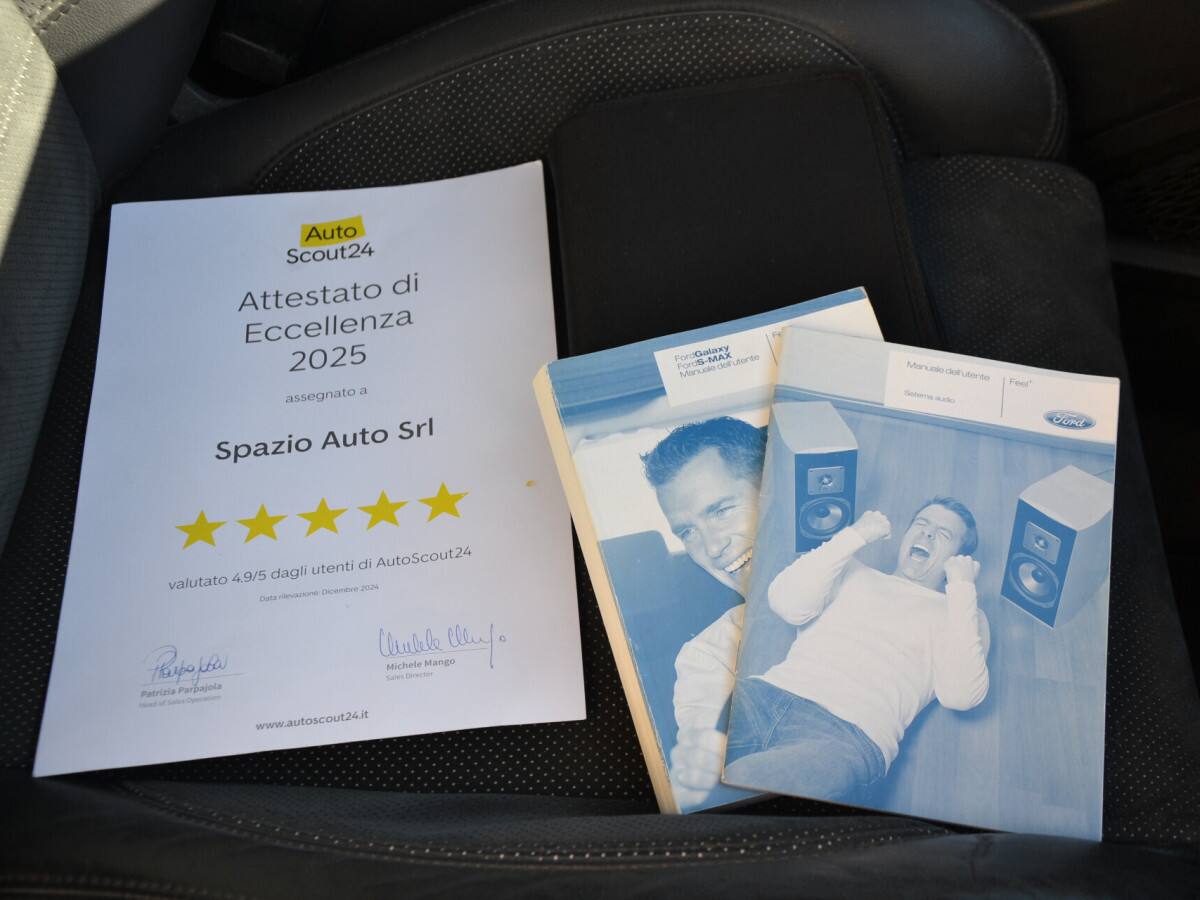 Auto
Scout24
Attestato di
Eccellenza
2025
assegnato a
Spazio Auto Srl
valutato 4.9/5 dagli utenti di AutoScout24
Data rilevazione: Dicembre 2024
Patrizia Parpajola
Head of Sales Operation
Michele Mango
Sales Director
www.autoscout24.it
FordGalaxy
FordS-MAX
Manuale dell'utente
Manuale dell'utente
Sistema audio
Feel
Ford